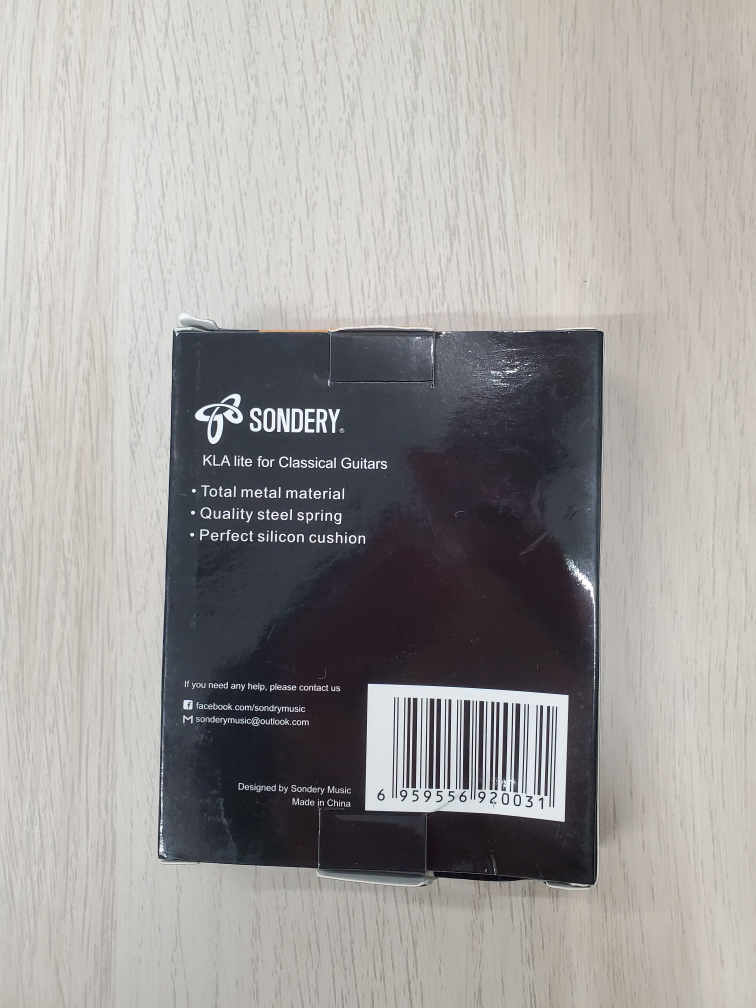 SONDERY®
KLA lite for Classical Guitars
• Total metal material
• Quality steel spring
• Perfect silicon cushion
If you need any help, please contact us
facebook.com/sondrymusic
sonderymusic@outlook.com
Designed by Sondery Music
Made in China
6 959556 920031